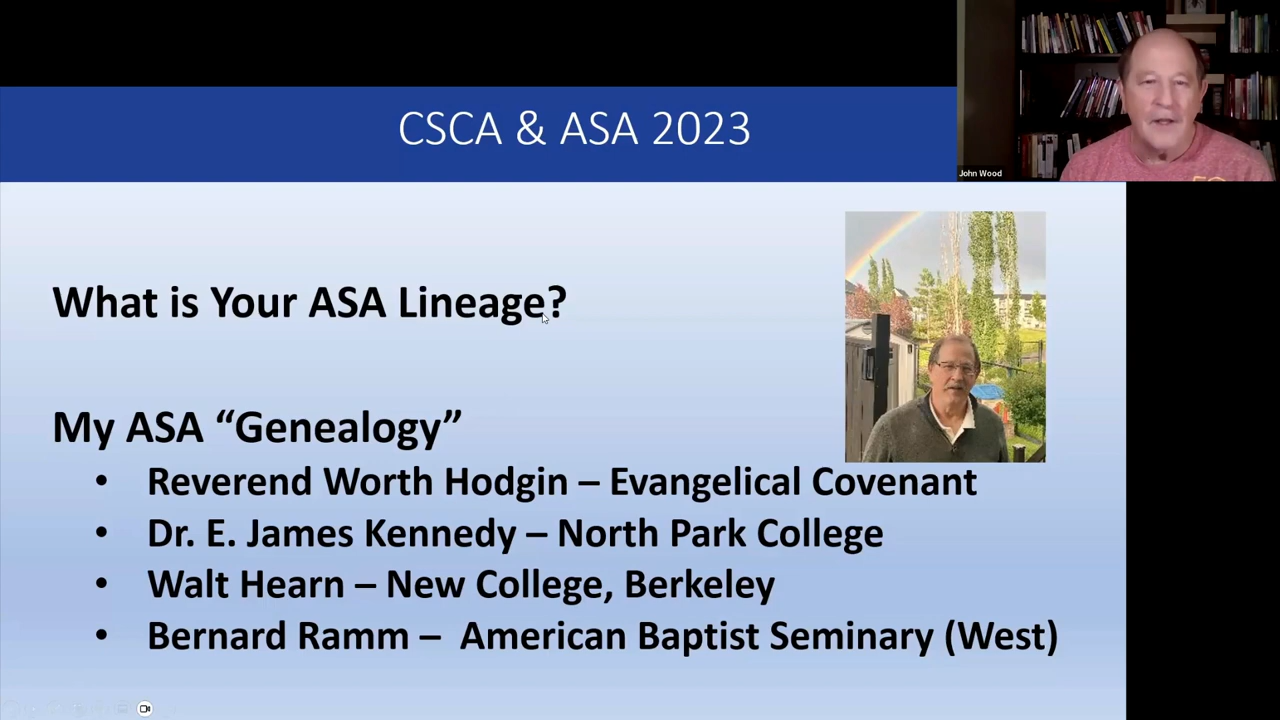 CSCA & ASA 2023
John Wood
What is Your ASA Lineage?
My ASA “Genealogy”
• Reverend Worth Hodgin – Evangelical Covenant
• Dr. E. James Kennedy – North Park College
• Walt Hearn – New College, Berkeley
• Bernard Ramm – American Baptist Seminary (West)